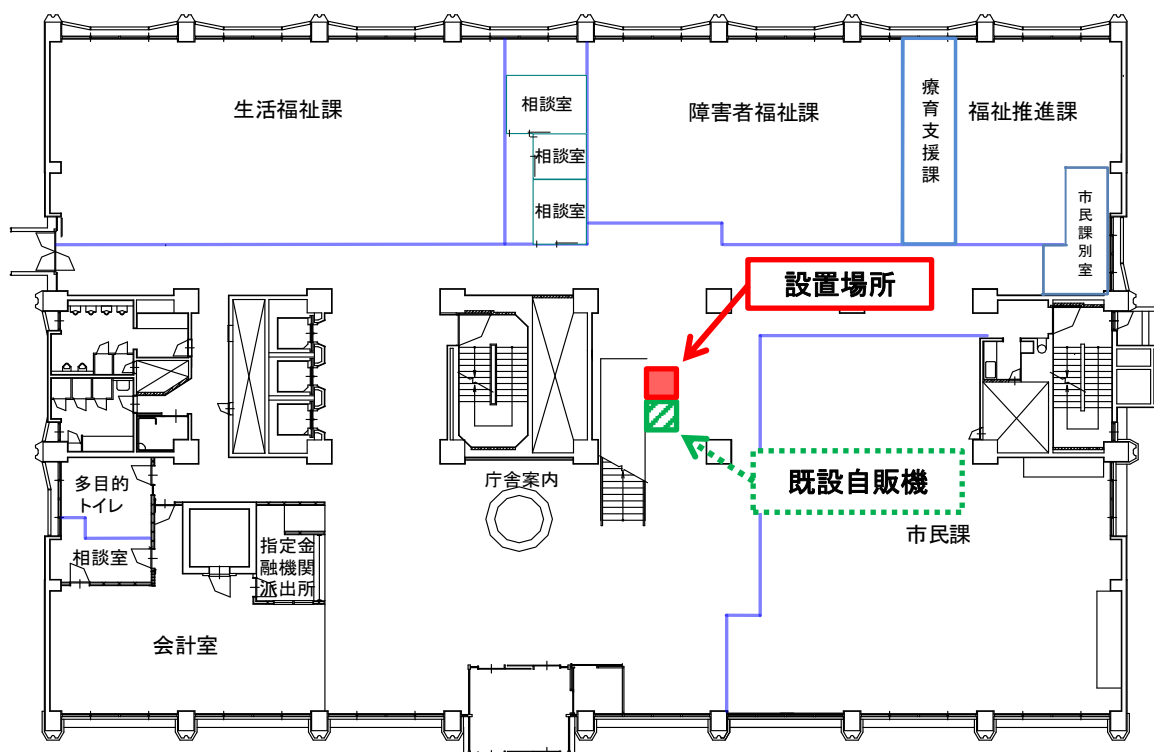 生活福祉課
相談室
相談室
相談室
障害者福祉課
療育支援課
福祉推進課
市民課別室
設置場所
既設自販機
庁舎案内
多目的
トイレ
相談室
指定金
融機関
派出所
市民課
会計室